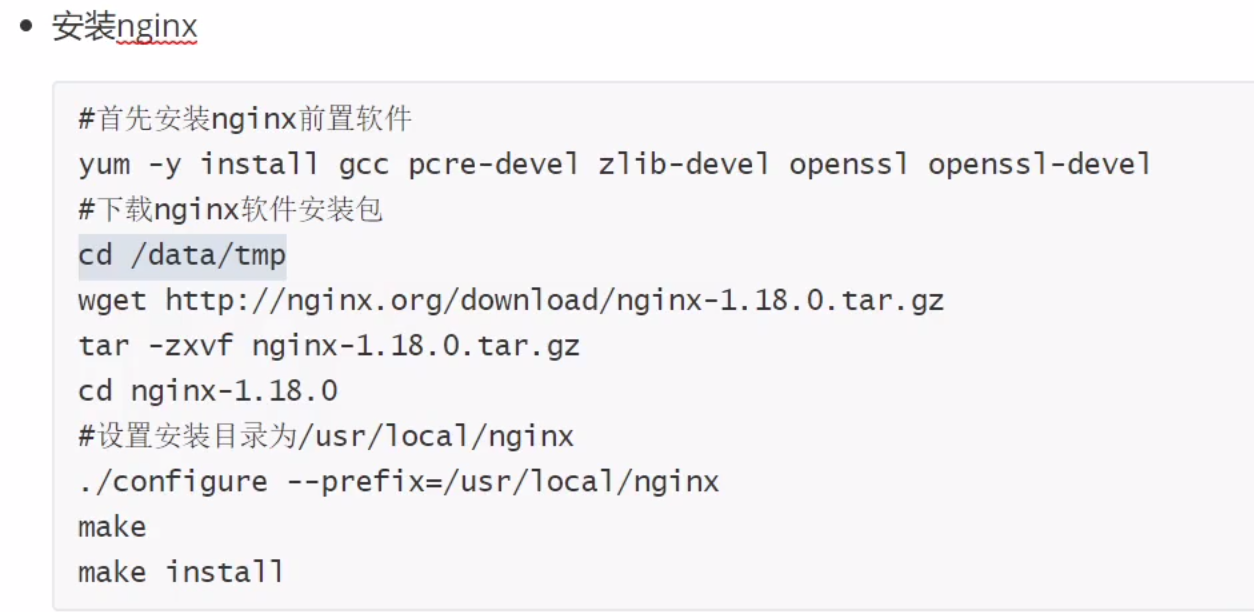 安装nginx
#首先安装nginx前置软件
yum -y install gcc pcre-devel zlib-devel openssl openssl-devel
#下载nginx软件安装包
cd /data/tmp
wget http://nginx.org/download/nginx-1.18.0.tar.gz
tar -zxvf nginx-1.18.0.tar.gz
cd nginx-1.18.0
#设置安装目录为/usr/local/nginx
./configure --prefix=/usr/local/nginx
make
make install